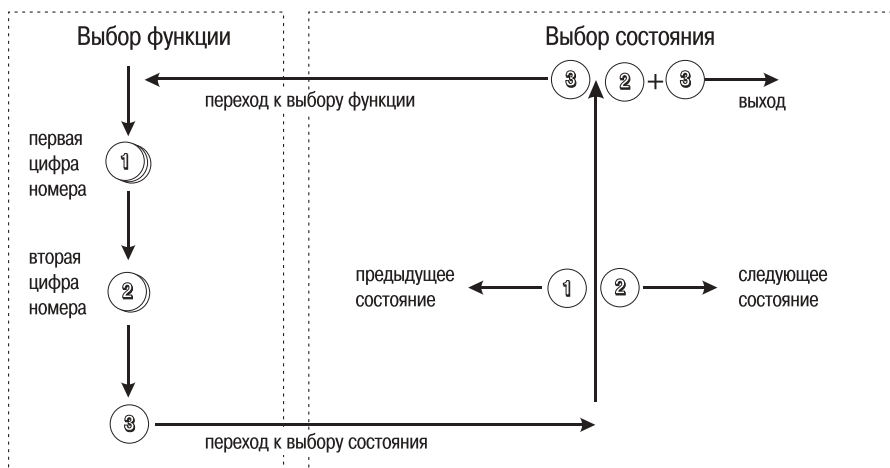 Выбор функции
первая
цифра
номера
1
вторая
цифра
номера
2
3
Выбор состояния
3 2 + 3
переход к выбору функции
выход
предыдущее
состояние
1 2
следующее
состояние
переход к выбору состояния